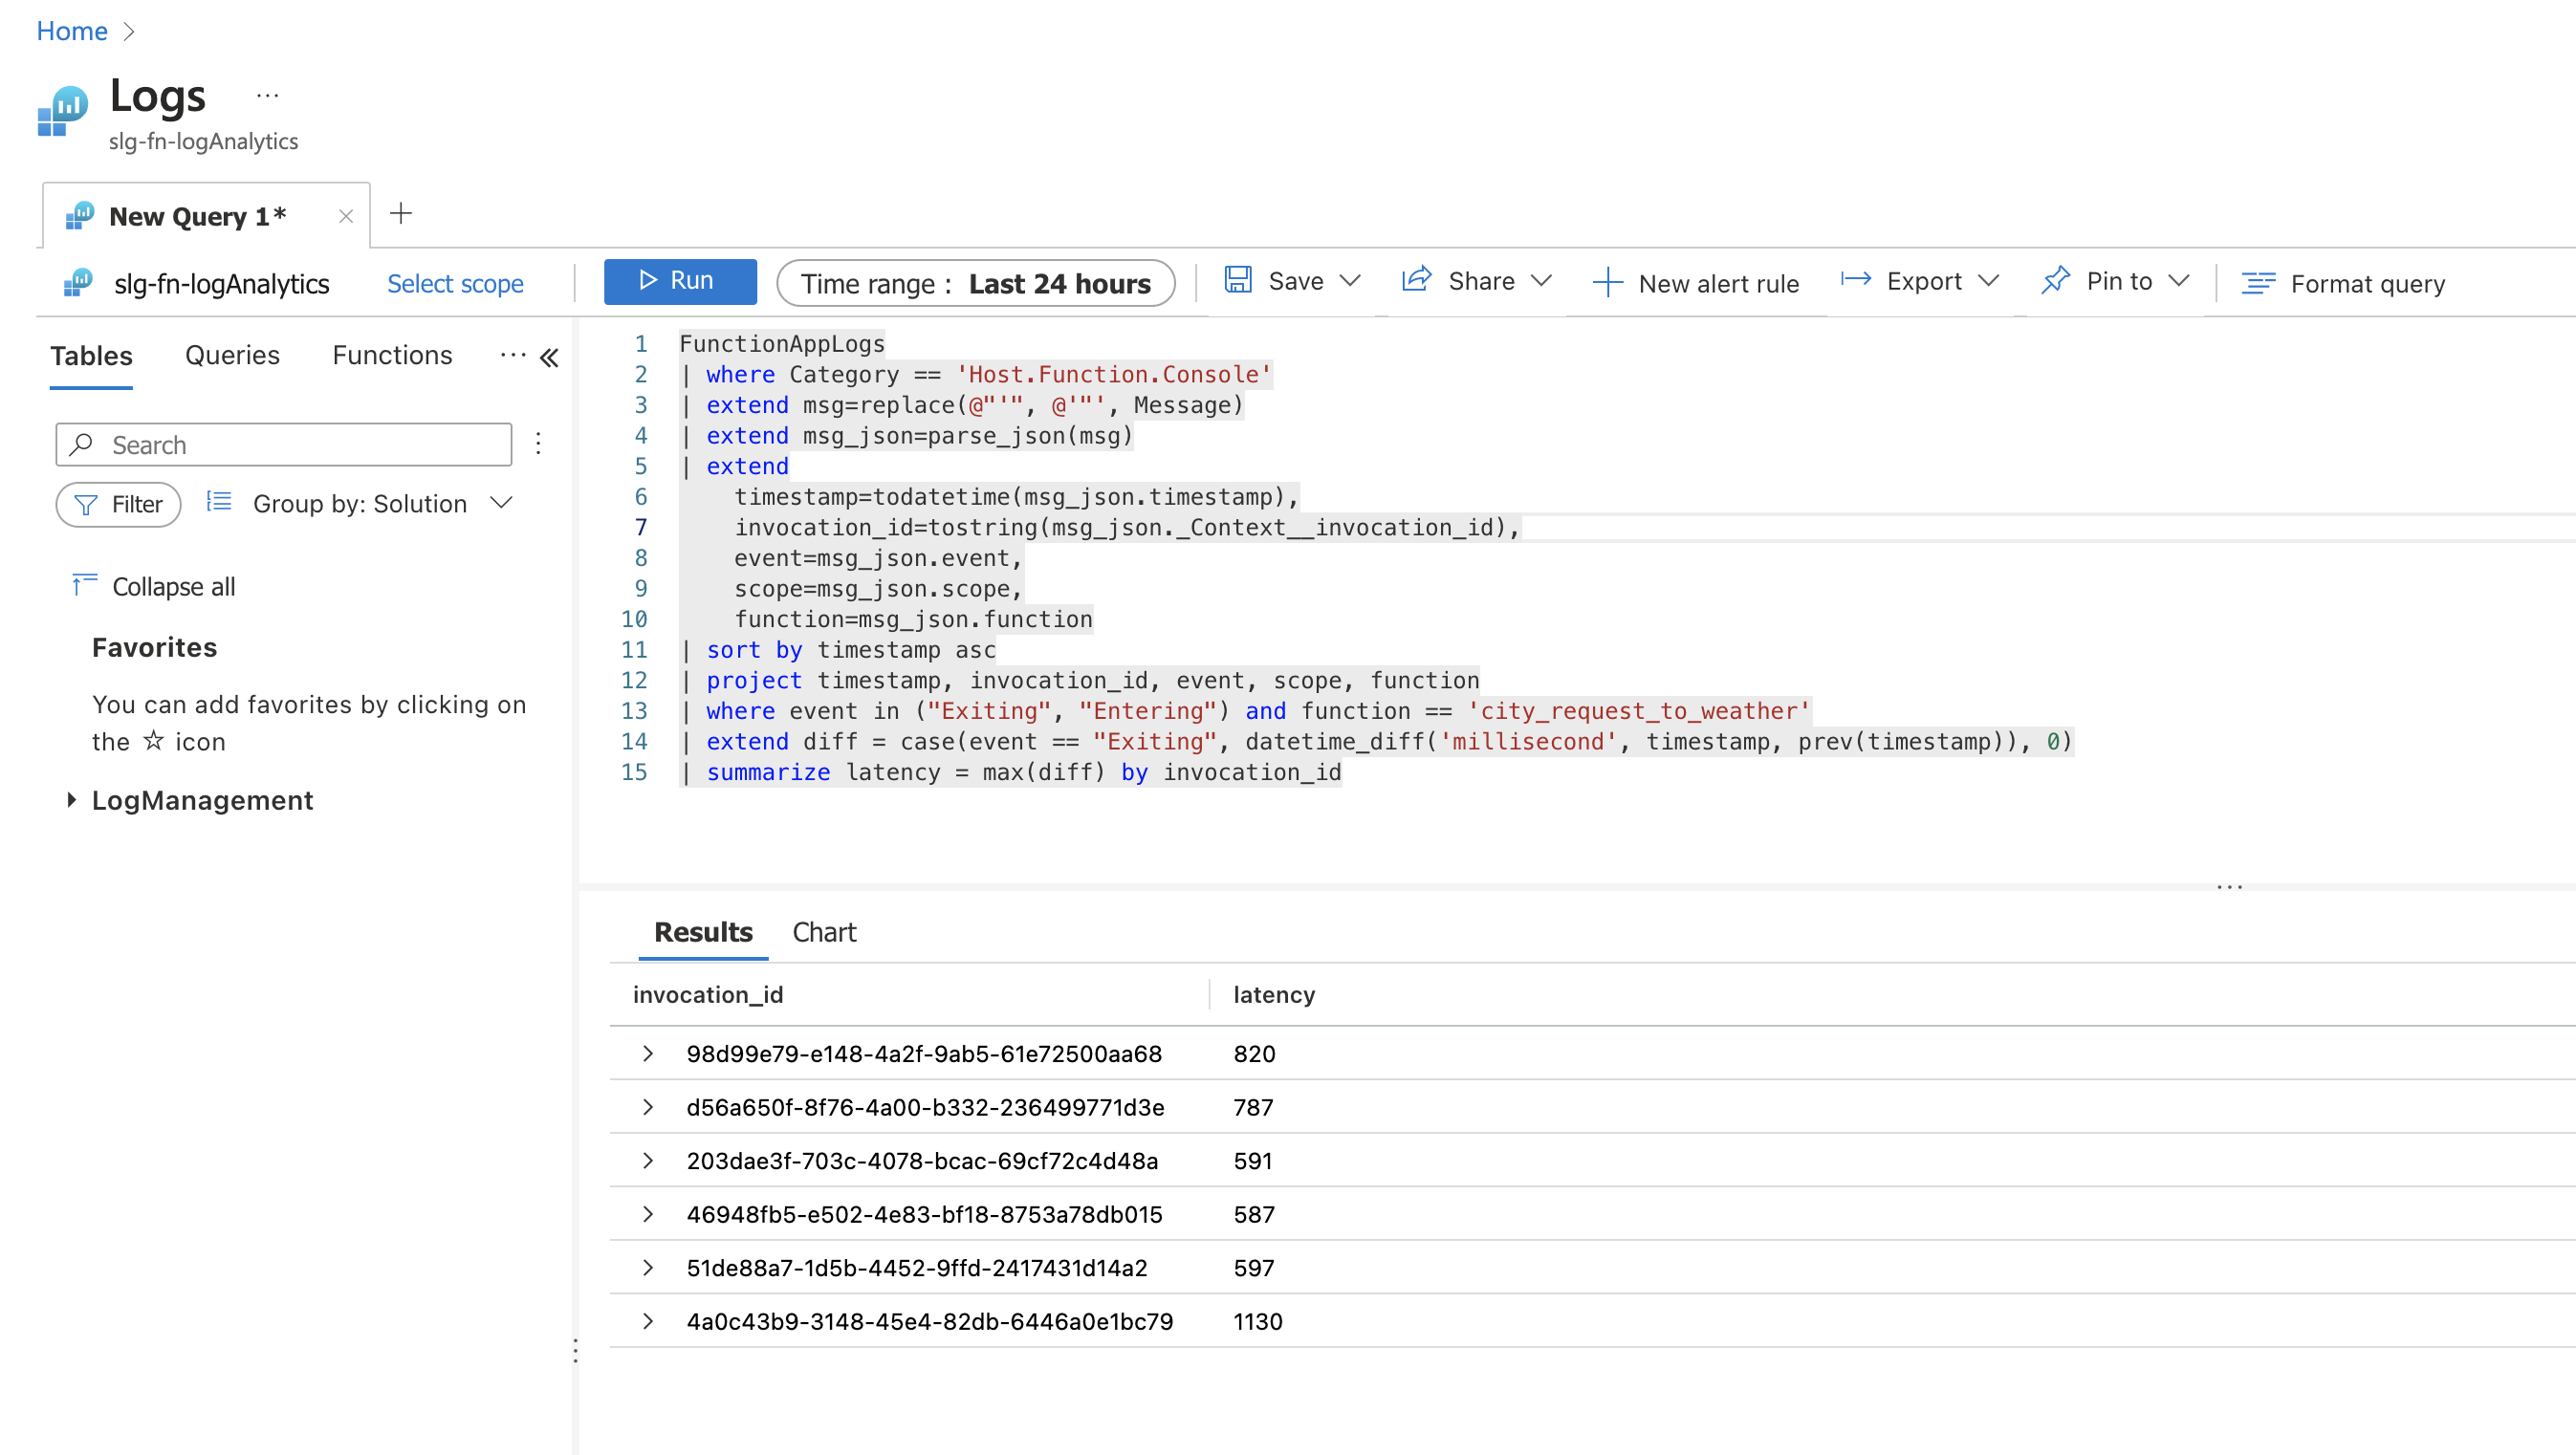 Home
Logs
slg-fn-logAnalytics
New Query 1*
slg-fn-logAnalytics Select scope Run Time range : Last 24 hours Save Share New alert rule Export Pin to Format query
Tables Queries Functions
Search
Filter Group by: Solution
Collapse all
Favorites
You can add favorites by clicking on
the ☆ icon
LogManagement
1 FunctionAppLogs
2 | where Category == 'Host.Function.Console'
3 | extend msg=replace(@"'", @'"', Message)
4 | extend msg_json=parse_json(msg)
5 | extend
6 timestamp=todatetime(msg_json.timestamp),
7 invocation_id=tostring(msg_json._Context__invocation_id),
8 event=msg_json.event,
9 scope=msg_json.scope,
10 function=msg_json.function
11 | sort by timestamp asc
12 | project timestamp, invocation_id, event, scope, function
13 | where event in ("Exiting", "Entering") and function == 'city_request_to_weather'
14 | extend diff = case(event == "Exiting", datetime_diff('millisecond', timestamp, prev(timestamp)), 0)
15 | summarize latency = max(diff) by invocation_id
Results Chart
invocation_id latency
98d99e79-e148-4a2f-9ab5-61e72500aa68 820
d56a650f-8f76-4a00-b332-236499771d3e 787
203dae3f-703c-4078-bcac-69cf72c4d48a 591
46948fb5-e502-4e83-bf18-8753a78db015 587
51de88a7-1d5b-4452-9ffd-2417431d14a2 597
4a0c43b9-3148-45e4-82db-6446a0e1bc79 1130